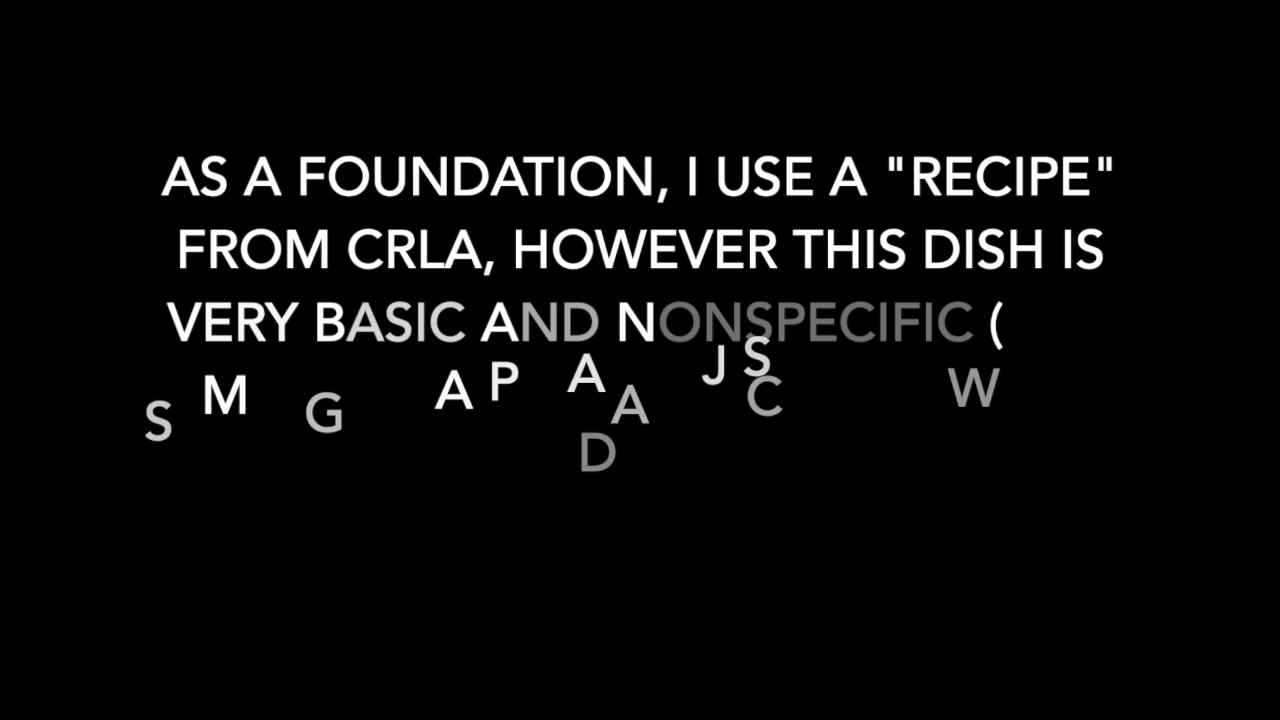 AS A FOUNDATION, I USE A "RECIPE"
FROM CRLA, HOWEVER THIS DISH IS
VERY BASIC AND NONSPECIFIC (
S M G A P A A D J S C W